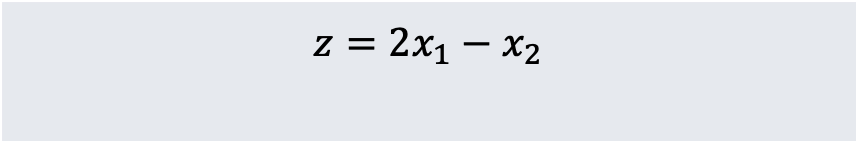 z = 2x₁ − x₂